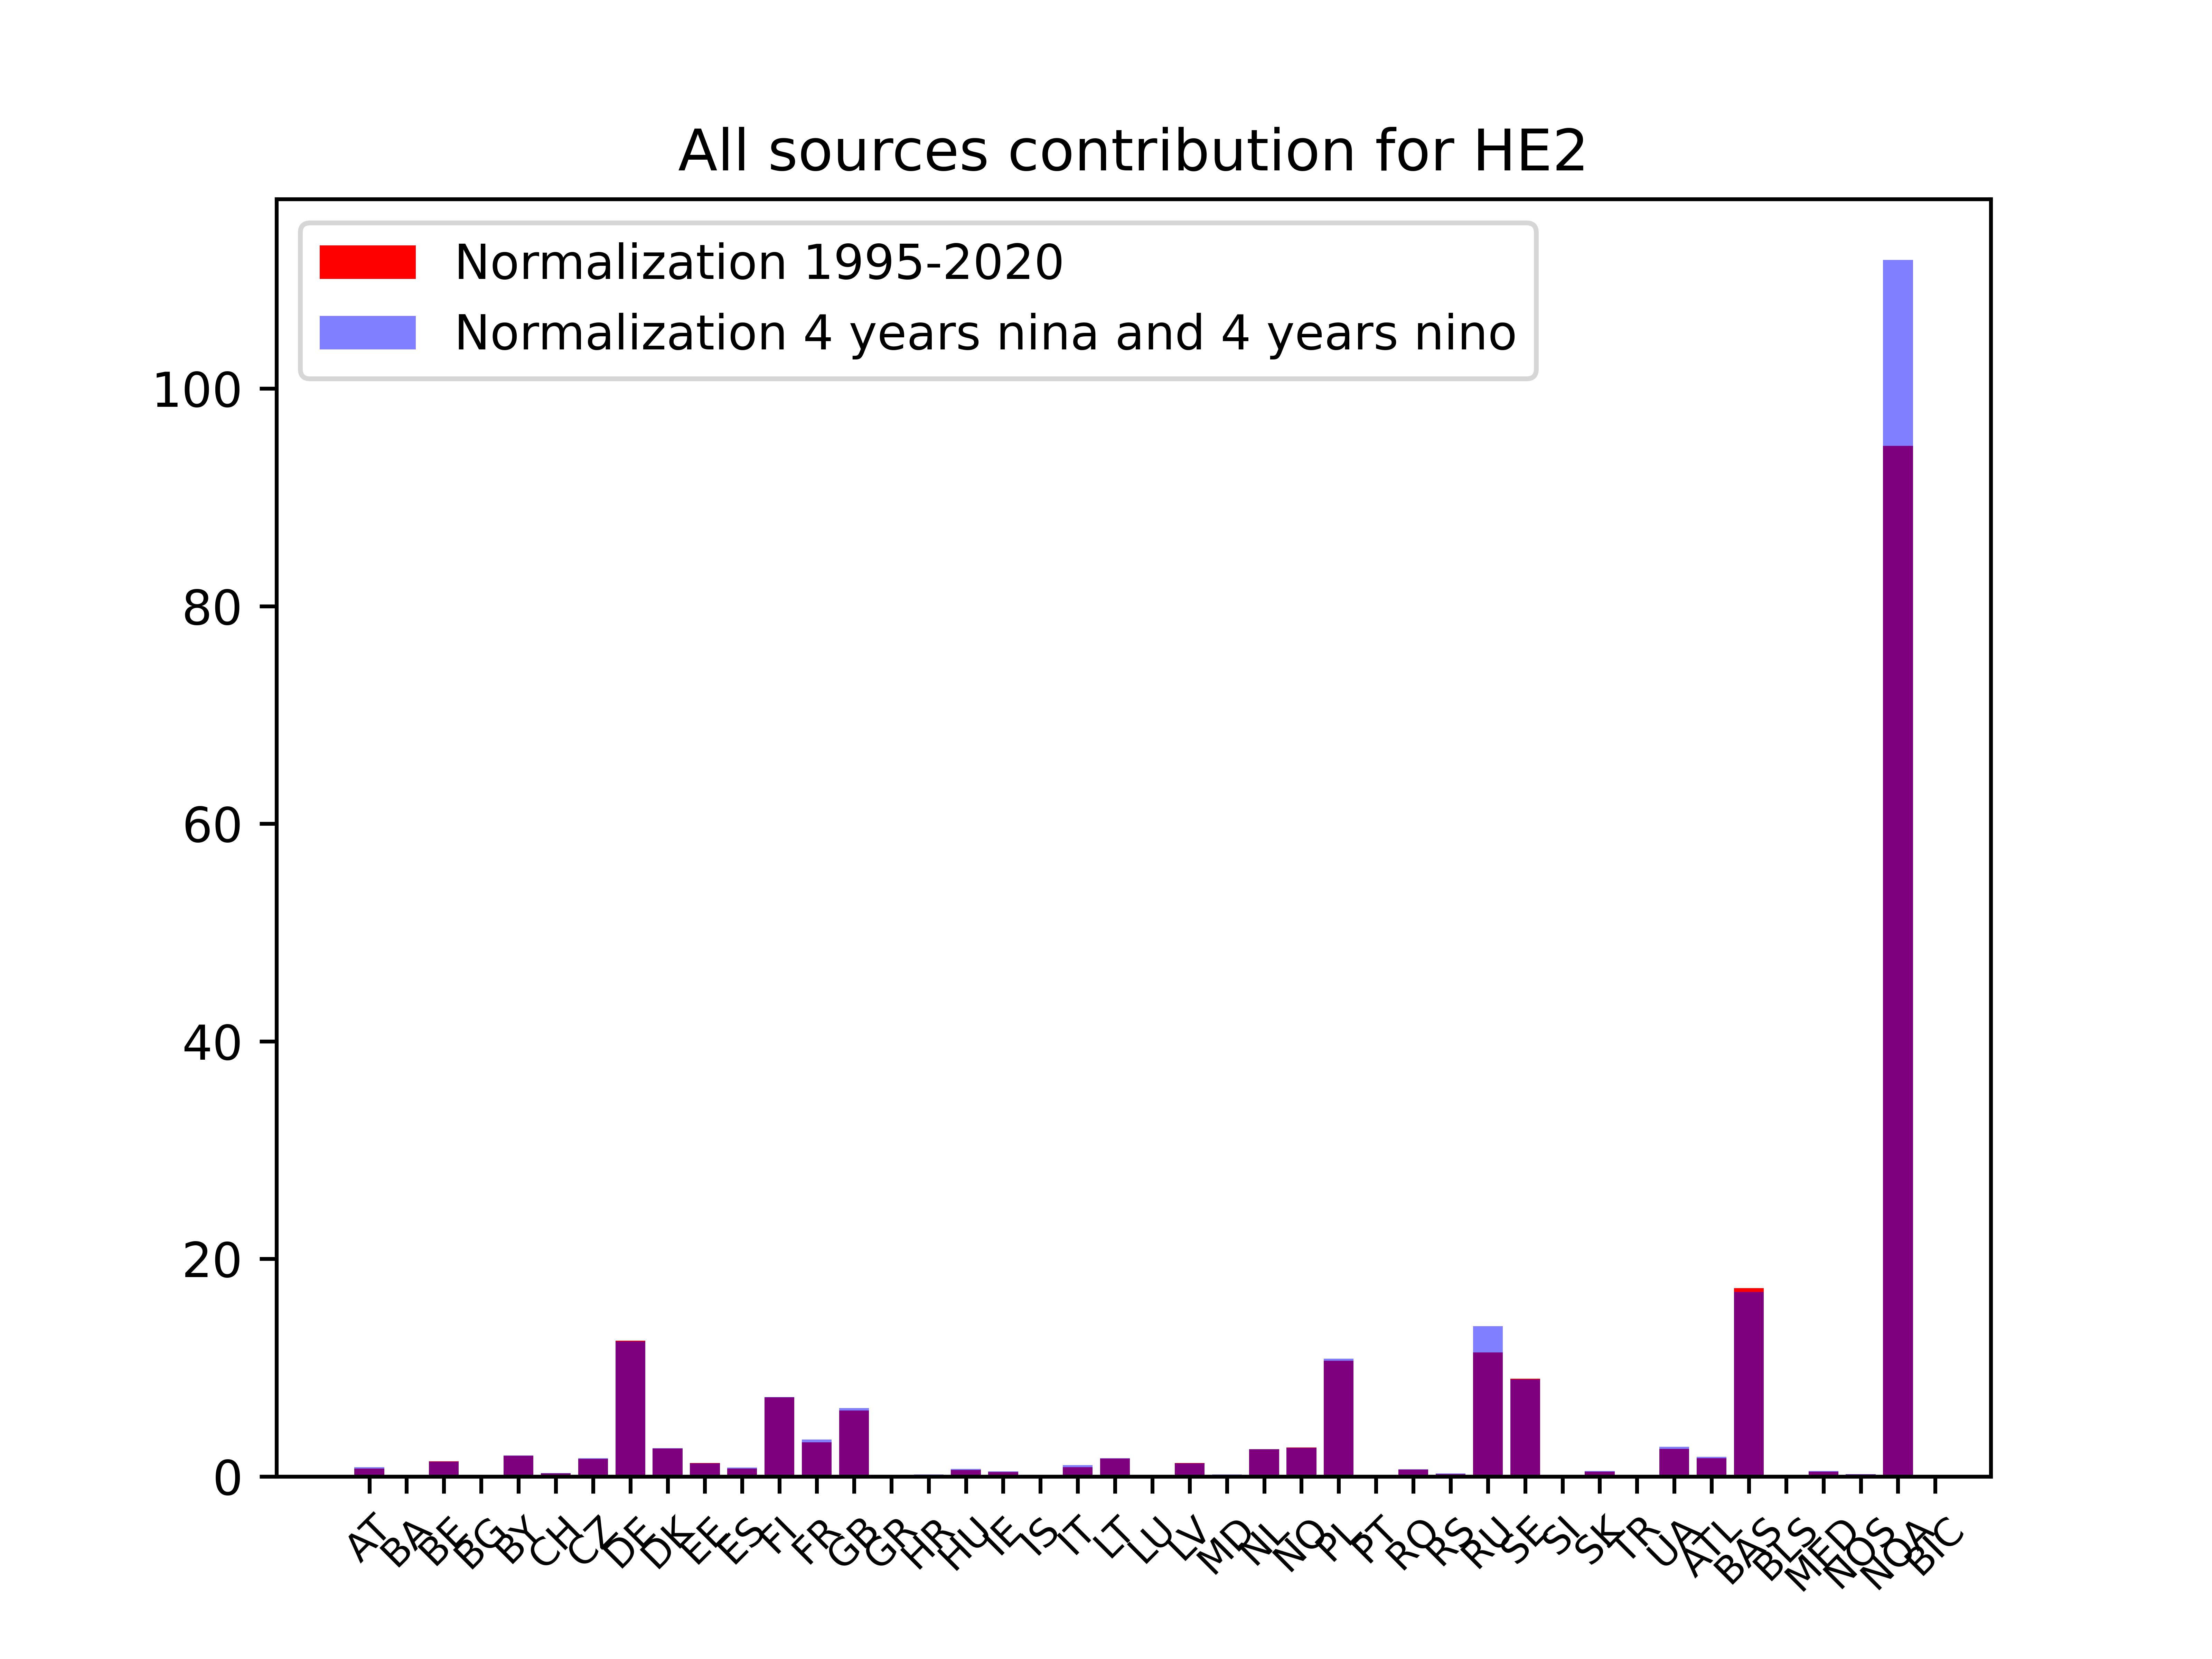 All sources contribution for HE2
Normalization 1995-2020
Normalization 4 years nina and 4 years nino
100
80
60
40
20
0
AT
BA
BE
BG
BY
CH
CZ
DE
DK
EE
ES
FI
FR
GB
GR
HR
HU
IE
IS
IT
LT
LU
LV
MD
NL
NO
PL
PT
RO
RS
RU
SE
SI
SK
TR
UA
ATL
BAS
BLS
MED
NOS
NOA
BIC